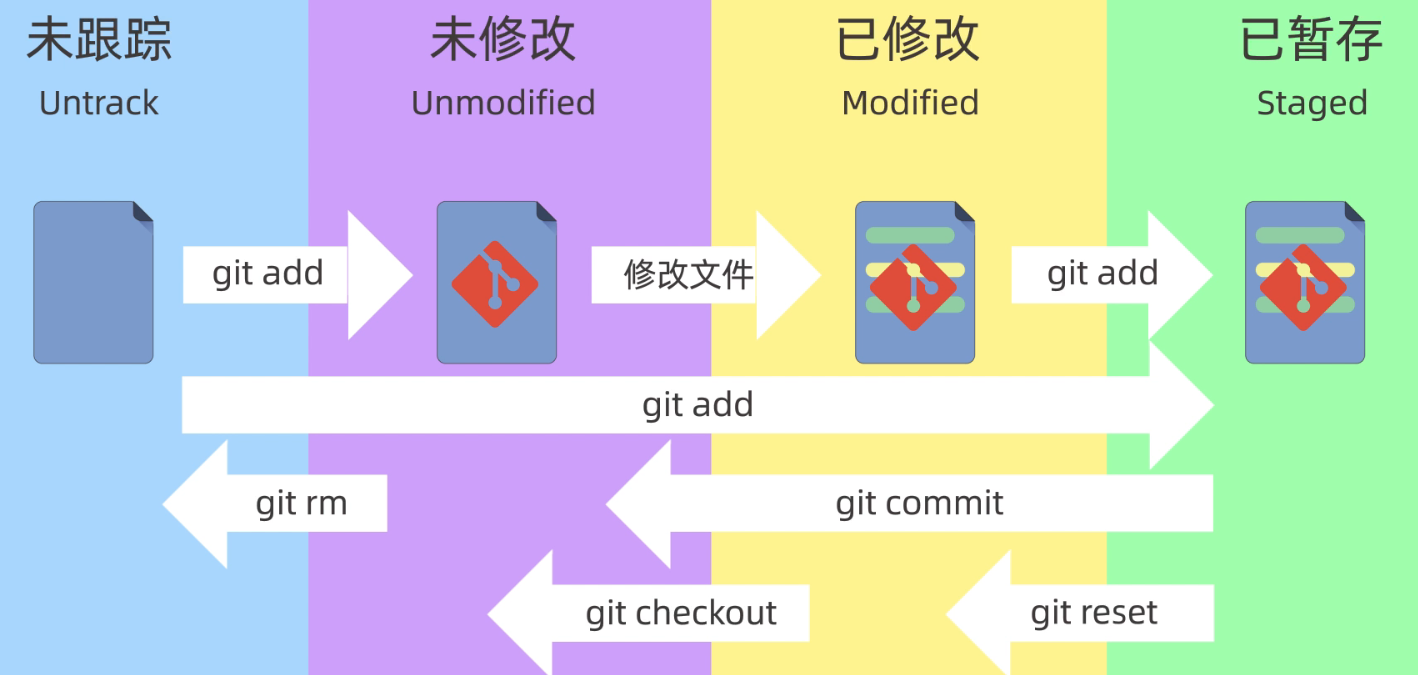 未跟踪 未修改 已修改 已暂存
Untrack Unmodified Modified Staged
git add 修改文件 git add
git add
git rm git commit
git checkout git reset